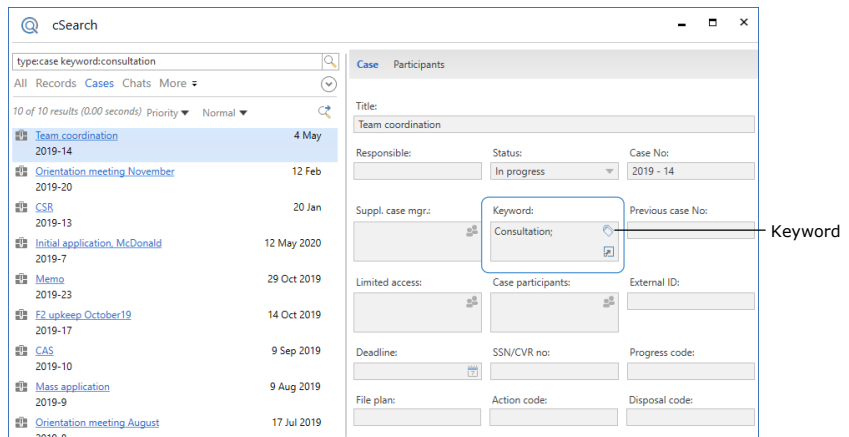 cSearch
type:case keyword:consultation
All Records Cases Chats More
10 of 10 results (0.00 seconds) Priority Normal
Team coordination 4 May
2019-14
Orientation meeting November 12 Feb
2019-20
CSR 20 Jan
2019-13
Initial application, McDonald 12 May 2020
2019-7
Memo 29 Oct 2019
2019-23
F2 upkeep October19 14 Oct 2019
2019-17
CAS 9 Sep 2019
2019-10
Mass application 9 Aug 2019
2019-9
Orientation meeting August 17 Jul 2019
Case Participants
Title:
Team coordination
Responsible: Status: Case No:
In progress 2019 - 14
Suppl. case mgr.: Keyword: Previous case No:
Consultation;
Keyword
Limited access: Case participants: External ID:
Deadline: SSN/CVR no: Progress code:
File plan: Action code: Disposal code: